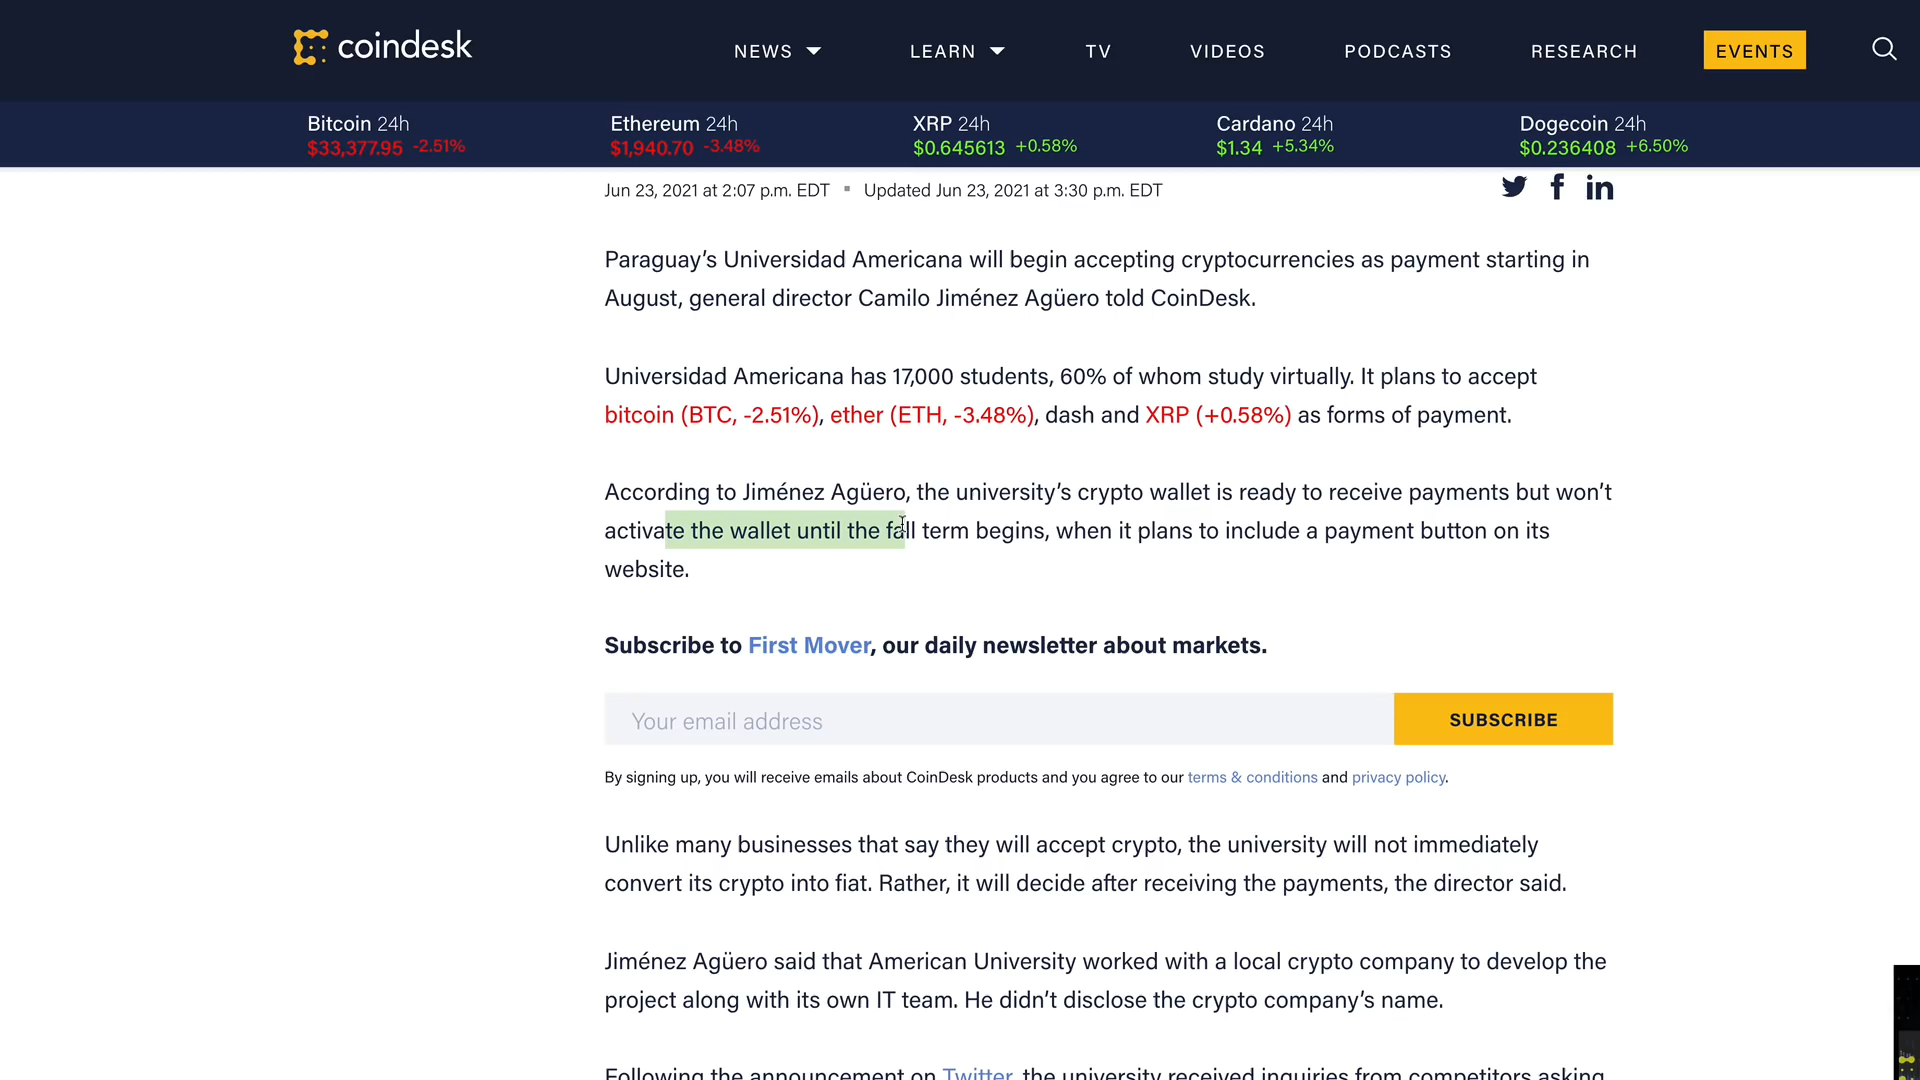 coindesk
NEWS LEARN TV VIDEOS PODCASTS RESEARCH EVENTS
Bitcoin 24h Ethereum 24h XRP 24h Cardano 24h Dogecoin 24h
$33,377.95 -2.51% $1,940.70 -3.48% $0.645613 +0.58% $1.34 +5.34% $0.236408 +6.50%
Jun 23, 2021 at 2:07 p.m. EDT ▪ Updated Jun 23, 2021 at 3:30 p.m. EDT
Paraguay’s Universidad Americana will begin accepting cryptocurrencies as payment starting in
August, general director Camilo Jiménez Agüero told CoinDesk.
Universidad Americana has 17,000 students, 60% of whom study virtually. It plans to accept
bitcoin (BTC, -2.51%), ether (ETH, -3.48%), dash and XRP (+0.58%) as forms of payment.
According to Jiménez Agüero, the university’s crypto wallet is ready to receive payments but won’t
activate the wallet until the fall term begins, when it plans to include a payment button on its
website.
Subscribe to First Mover, our daily newsletter about markets.
Your email address
SUBSCRIBE
By signing up, you will receive emails about CoinDesk products and you agree to our terms & conditions and privacy policy.
Unlike many businesses that say they will accept crypto, the university will not immediately
convert its crypto into fiat. Rather, it will decide after receiving the payments, the director said.
Jiménez Agüero said that American University worked with a local crypto company to develop the
project along with its own IT team. He didn’t disclose the crypto company’s name.
Following the announcement on Twitter, the university received inquiries from competitors asking